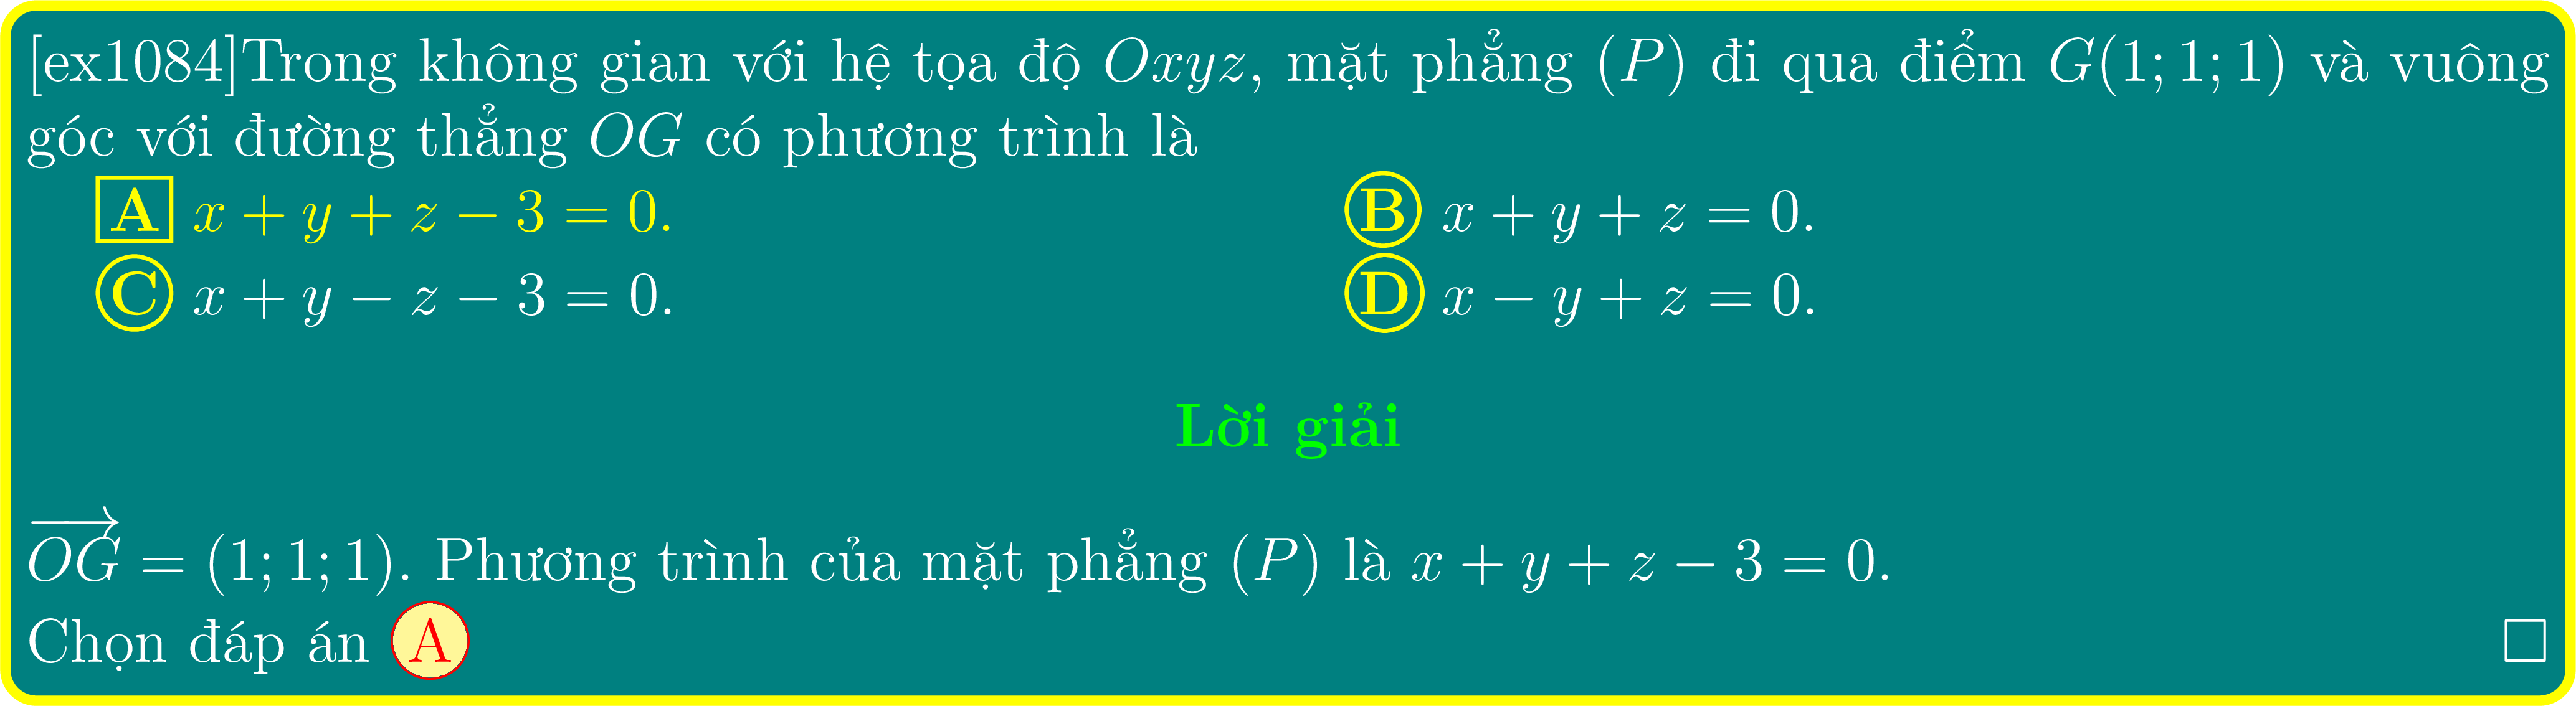 [ex1084]Trong không gian với hệ tọa độ Oxyz, mặt phẳng (P) đi qua điểm G(1; 1; 1) và vuông
góc với đường thẳng OG có phương trình là
A x + y + z − 3 = 0.
B x + y + z = 0.
C x + y − z − 3 = 0.
D x − y + z = 0.
Lời giải
$\overrightarrow{OG}$ = (1; 1; 1). Phương trình của mặt phẳng (P) là x + y + z − 3 = 0.
Chọn đáp án A □